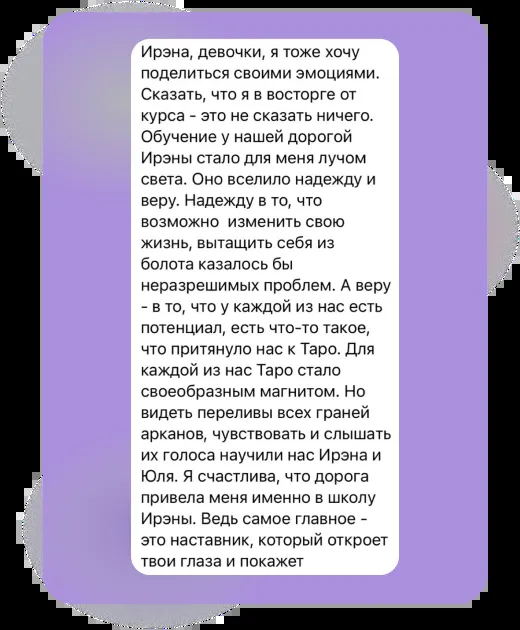 Ирэна, девочки, я тоже хочу
поделиться своими эмоциями.
Сказать, что я в восторге от
курса - это не сказать ничего.
Обучение у нашей дорогой
Ирэны стало для меня лучом
света. Оно вселило надежду и
веру. Надежду в то, что
возможно  изменить свою
жизнь, вытащить себя из
болота казалось бы
неразрешимых проблем. А веру
- в то, что у каждой из нас есть
потенциал, есть что-то такое,
что притянуло нас к Таро. Для
каждой из нас Таро стало
своеобразным магнитом. Но
видеть переливы всех граней
арканов, чувствовать и слышать
их голоса научили нас Ирэна и
Юля. Я счастлива, что дорога
привела меня именно в школу
Ирэны. Ведь самое главное -
это наставник, который откроет
твои глаза и покажет